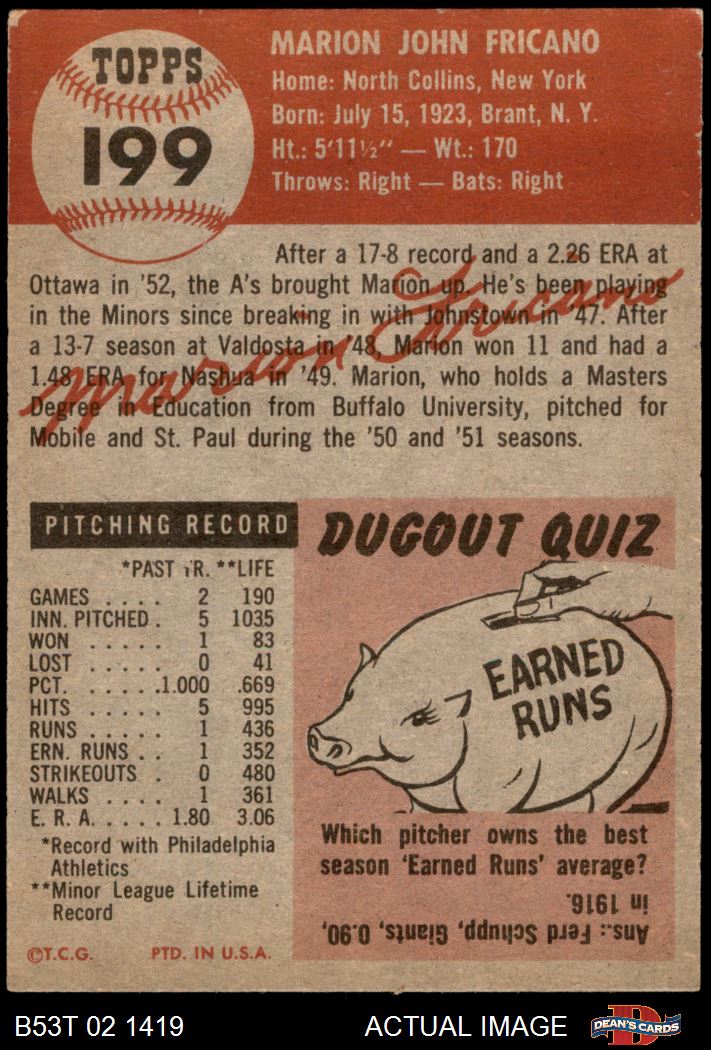 TOPPS
199
MARION JOHN FRICANO
Home: North Collins, New York
Born: July 15, 1923, Brant, N. Y.
Ht.: 5'11½" — Wt.: 170
Throws: Right — Bats: Right
After a 17-8 record and a 2.26 ERA at
Ottawa in '52, the A's brought Marion up. He's been playing
in the Minors since breaking in with Johnstown in '47. After
a 13-7 season at Valdosta in '48, Marion won 11 and had a
1.48 ERA for Nashua in '49. Marion, who holds a Masters
Degree in Education from Buffalo University, pitched for
Mobile and St. Paul during the '50 and '51 seasons.
Marion Fricano
PITCHING RECORD
*PAST YR. **LIFE
GAMES . . . . 2 190
INN. PITCHED . 5 1035
WON . . . . . 1 83
LOST . . . . . 0 41
PCT. . . . . .1.000 .669
HITS . . . . . 5 995
RUNS . . . . . 1 436
ERN. RUNS . . 1 352
STRIKEOUTS . 0 480
WALKS . . . . 1 361
E. R. A. . . . . 1.80 3.06
*Record with Philadelphia
Athletics
**Minor League Lifetime
Record
©T.C.G. PTD. IN U.S.A.
DUGOUT QUIZ
EARNED
RUNS
Which pitcher owns the best
season 'Earned Runs' average?
Ans.: Ferd Schupp, Giants, 0.90,
in 1916.
B53T 02 1419 ACTUAL IMAGE
D
DEAN'S CARDS